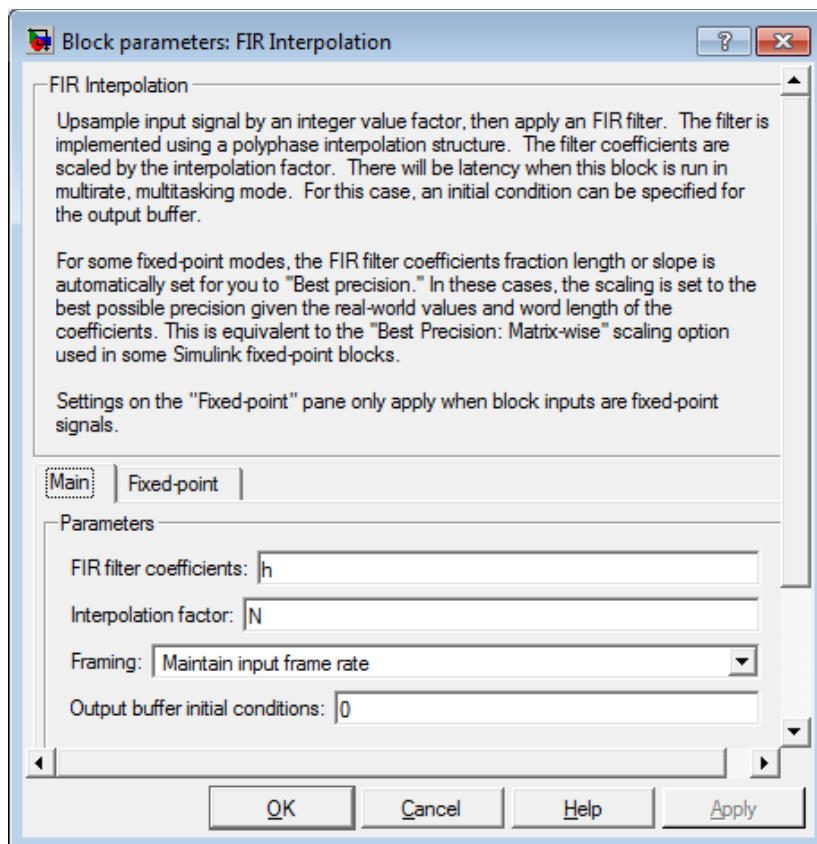 Block parameters: FIR Interpolation
FIR Interpolation
Upsample input signal by an integer value factor, then apply an FIR filter. The filter is
implemented using a polyphase interpolation structure. The filter coefficients are
scaled by the interpolation factor. There will be latency when this block is run in
multirate, multitasking mode. For this case, an initial condition can be specified for
the output buffer.
For some fixed-point modes, the FIR filter coefficients fraction length or slope is
automatically set for you to "Best precision." In these cases, the scaling is set to the
best possible precision given the real-world values and word length of the
coefficients. This is equivalent to the "Best Precision: Matrix-wise" scaling option
used in some Simulink fixed-point blocks.
Settings on the "Fixed-point" pane only apply when block inputs are fixed-point
signals.
Main Fixed-point
Parameters
FIR filter coefficients: h
Interpolation factor: N
Framing: Maintain input frame rate
Output buffer initial conditions: 0
OK Cancel Help Apply